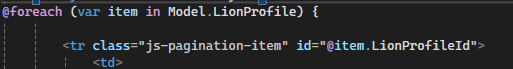 @foreach (var item in Model.LionProfile) {
<tr class="js-pagination-item" id="@item.LionProfileId">
<td>